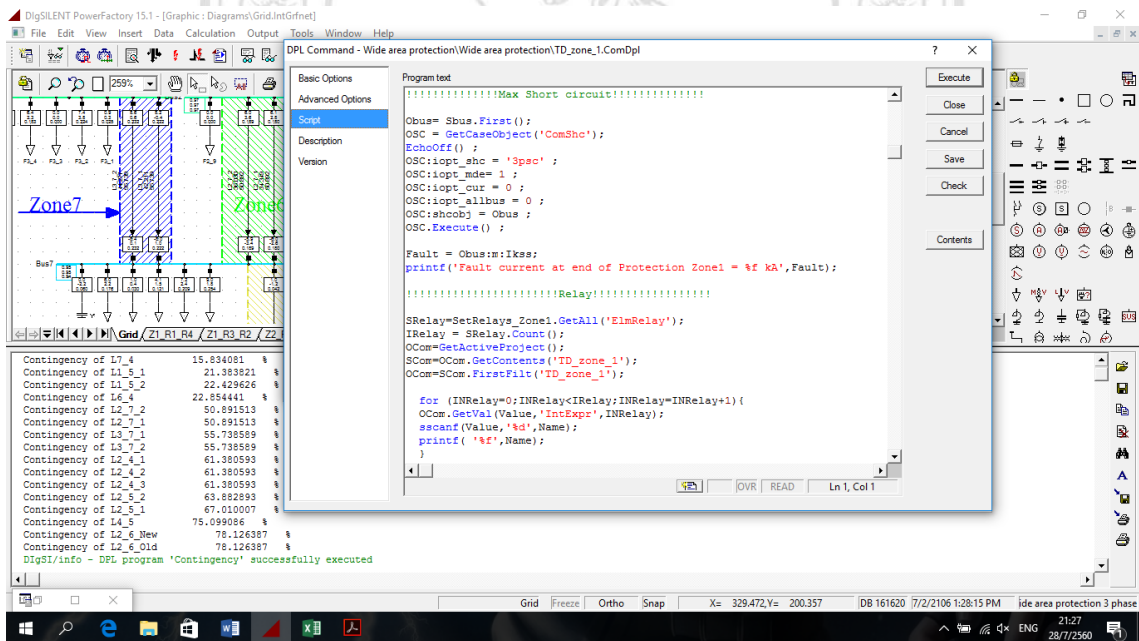 DIgSILENT PowerFactory 15.1 - [Graphic : Diagrams\Grid.IntGrfnet]
File Edit View Insert Data Calculation Output Tools Window Help
259%
DPL Command - Wide area protection\Wide area protection\TD_zone_1.ComDpl
? X
Basic Options
Advanced Options
Script
Description
Version
Program text
!!!!!!!!!!!!!!Max Short circuit!!!!!!!!!!!!!!
Obus= Sbus.First();
OSC = GetCaseObject('ComShc');
EchoOff() ;
OSC:iopt_shc = '3psc' ;
OSC:iopt_mde= 1 ;
OSC:iopt_cur = 0 ;
OSC:iopt_allbus = 0 ;
OSC:shcobj = Obus ;
OSC.Execute() ;
Fault = Obus:m:Ikss;
printf('Fault current at end of Protection Zone1 = %f kA',Fault);
!!!!!!!!!!!!!!!!!!!!!!!Relay!!!!!!!!!!!!!!!!!!
SRelay=SetRelays_Zone1.GetAll('ElmRelay');
IRelay = SRelay.Count();
OCom=GetActiveProject();
SCom=OCom.GetContents('TD_zone_1');
OCom=SCom.FirstFilt('TD_zone_1');
for (INRelay=0;INRelay<IRelay;INRelay=INRelay+1){
OCom.GetVal(Value,'IntExpr',INRelay);
sscanf(Value,'%d',Name);
printf( '%f',Name);
}
OVR READ Ln 1, Col 1
Execute
Close
Cancel
Save
Check
Contents
F3_4 F3_3 F3_2 F3_1 F2_9
Zone7
Bus7
Grid Z1_R1_R4 Z1_R3_R2
Contingency of L7_4 15.834081 %
Contingency of L1_5_1 21.383821 %
Contingency of L1_5_2 22.429626 %
Contingency of L6_4 22.854441 %
Contingency of L2_7_2 50.891513 %
Contingency of L2_7_1 50.891513 %
Contingency of L3_7_1 55.738589 %
Contingency of L3_7_2 55.738589 %
Contingency of L2_4_1 61.380593 %
Contingency of L2_4_2 61.380593 %
Contingency of L2_4_3 61.380593 %
Contingency of L2_5_2 63.882893 %
Contingency of L2_5_1 67.010007 %
Contingency of L4_5 75.099086 %
Contingency of L2_6_New 78.126387 %
Contingency of L2_6_Old 78.126387 %
DIgSI/info - DPL program 'Contingency' successfully executed
Grid Freeze Ortho Snap X= 329.472,Y= 200.357 DB 161620 7/2/2106 1:28:15 PM ide area protection 3 phase
ENG
21:27
28/7/2560